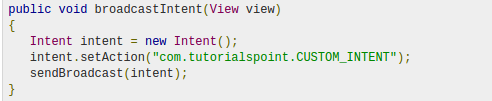 public void broadcastIntent(View view)
{
Intent intent = new Intent();
intent.setAction("com.tutorialspoint.CUSTOM_INTENT");
sendBroadcast(intent);
}